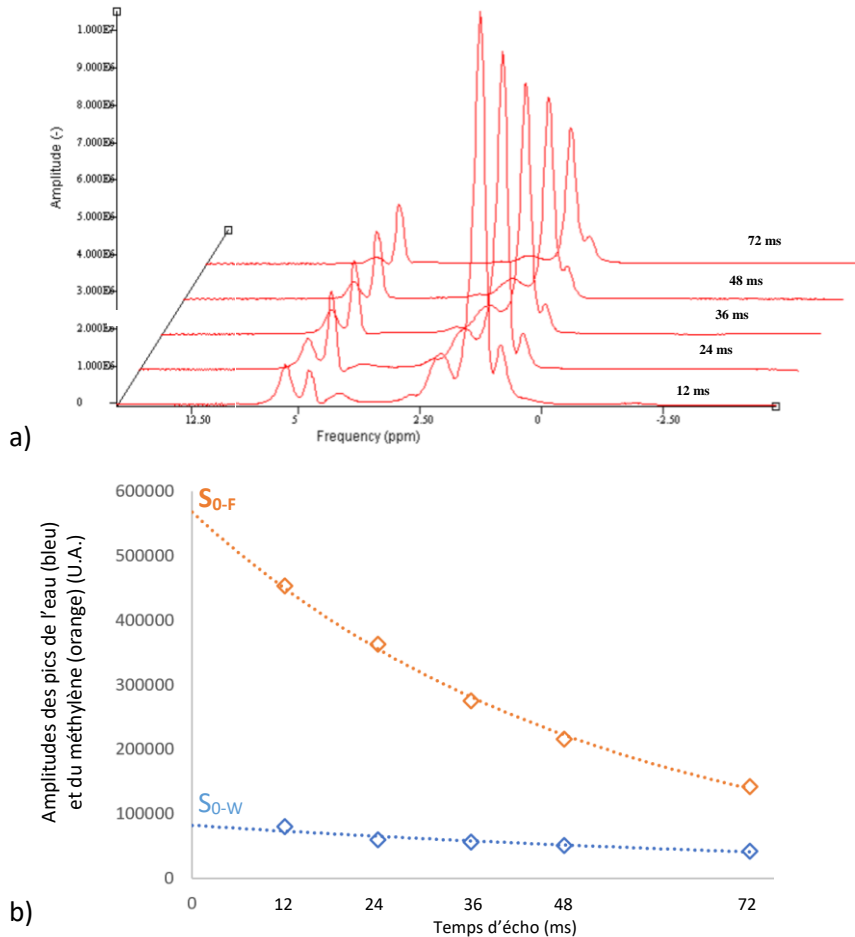 1.000E7
9.000E6
8.000E6
7.000E6
6.000E6
5.000E6
4.000E6
3.000E6
2.000E6
1.000E6
0
Amplitude (-)
72 ms
48 ms
36 ms
24 ms
12 ms
12.50
5
2.50
0
-2.50
Frequency (ppm)
a)
600000
500000
400000
300000
200000
100000
0
Amplitudes des pics de l'eau (bleu)
et du méthylène (orange) (U.A.)
S0-F
S0-W
12
24
36
48
72
Temps d'écho (ms)
b)